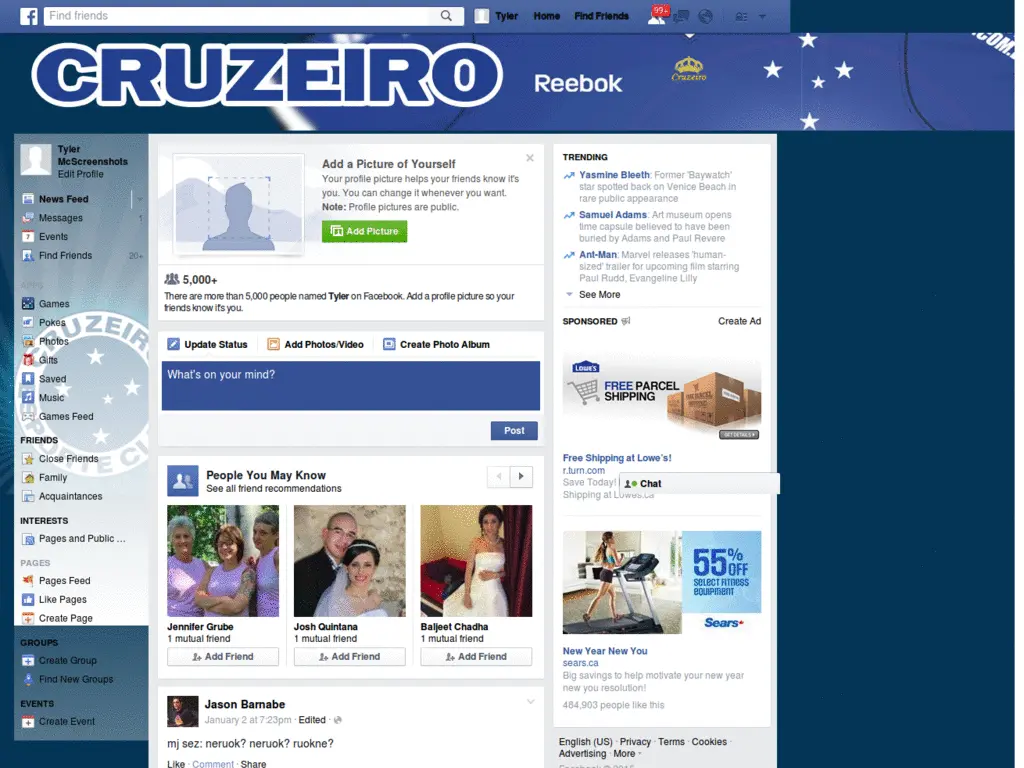 Find friends
Tyler Home Find Friends 99+
CRUZEIRO
Reebok
Cruzeiro
.COM.
Tyler
McScreenshots
Edit Profile
News Feed
Messages 1
Events
Find Friends 20+
APPS
Games
Pokes
Photos
Gifts
Saved
Music
Games Feed
CRUZEIR
ESPORTE CL
FRIENDS
Close Friends
Family
Acquaintances
INTERESTS
Pages and Public ...
PAGES
Pages Feed
Like Pages
Create Page
GROUPS
Create Group
Find New Groups
EVENTS
Create Event
Add a Picture of Yourself
Your profile picture helps your friends know it's
you. You can change it whenever you want.
Note: Profile pictures are public.
Add Picture
5,000+
There are more than 5,000 people named Tyler on Facebook. Add a profile picture so your
friends know it's you.
Update Status Add Photos/Video Create Photo Album
What's on your mind?
Post
People You May Know
See all friend recommendations
Jennifer Grube Josh Quintana Baljeet Chadha
1 mutual friend 1 mutual friend 1 mutual friend
Add Friend Add Friend Add Friend
Jason Barnabe
January 2 at 7:23pm · Edited ·
mj sez: neruok? neruok? ruokne?
Like · Comment · Share
TRENDING
Yasmine Bleeth: Former 'Baywatch'
star spotted back on Venice Beach in
rare public appearance
Samuel Adams: Art museum opens
time capsule believed to have been
buried by Adams and Paul Revere
Ant-Man: Marvel releases 'human-
sized' trailer for upcoming film starring
Paul Rudd, Evangeline Lilly
See More
SPONSORED Create Ad
LOWE'S
FREE PARCEL
SHIPPING
GET DETAILS
Free Shipping at Lowe's!
r.turn.com
Save Today!
Chat
Shipping at Lowes.ca
55%
OFF
SELECT FITNESS
EQUIPMENT
Sears
New Year New You
sears.ca
Big savings to help motivate your new year
new you resolution!
484,903 people like this
English (US) · Privacy · Terms · Cookies ·
Advertising · More
Facebook © 2015